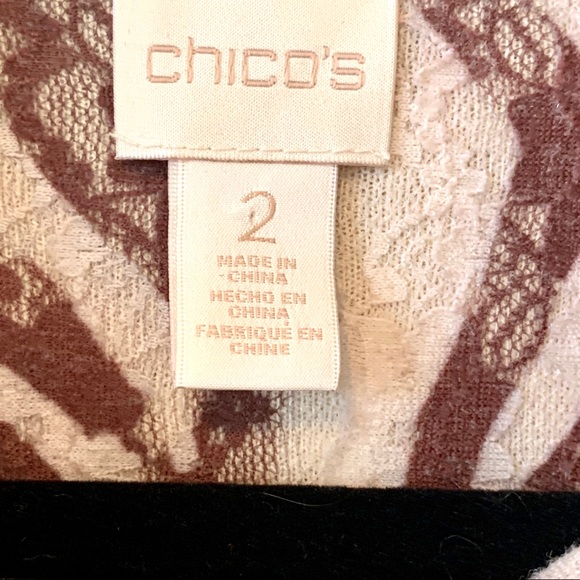 chico's
2
MADE IN
CHINA
HECHO EN
CHINA
FABRIQUÉ EN
CHINE